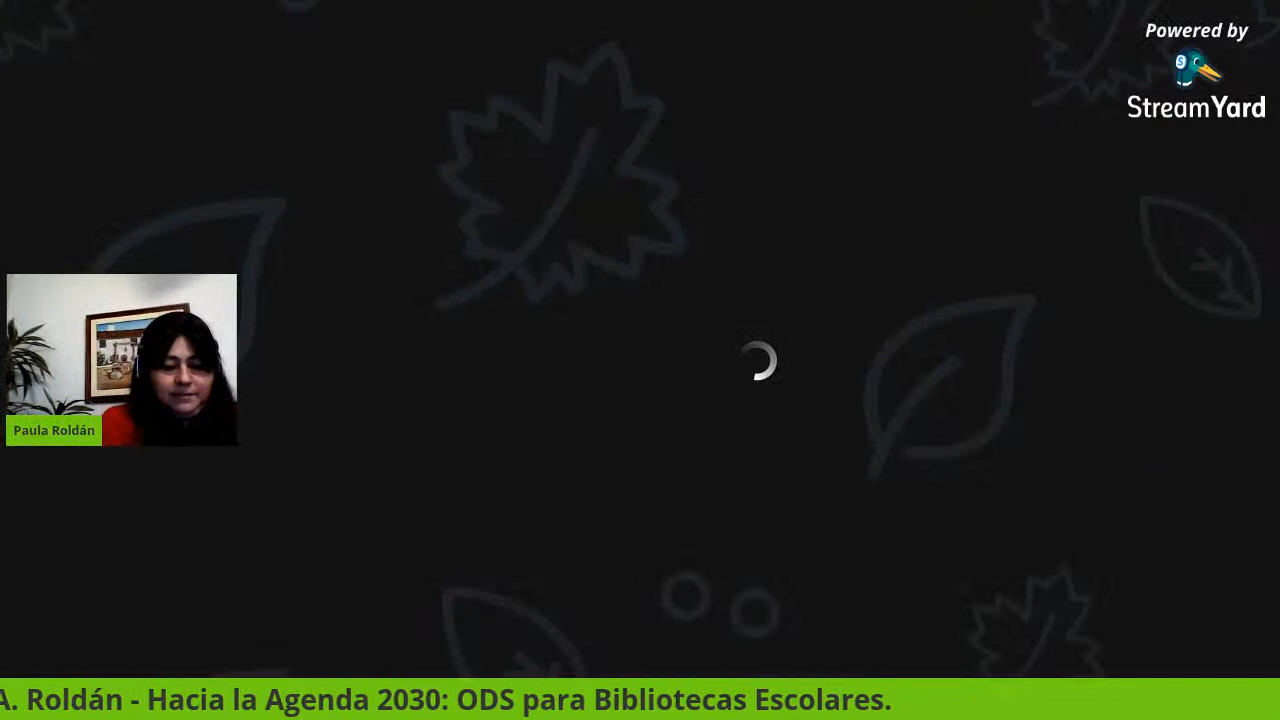 Powered by
StreamYard
Paula Roldán
A. Roldán - Hacia la Agenda 2030: ODS para Bibliotecas Escolares.